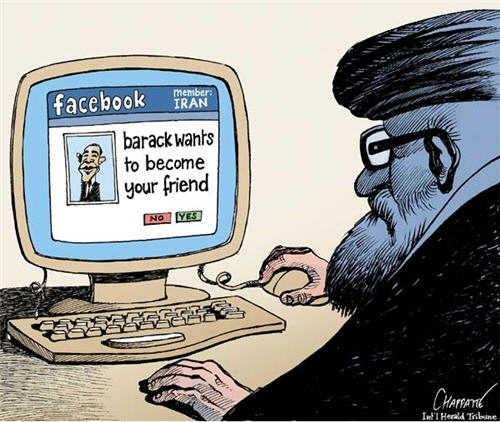 facebook
member:
IRAN
barack wants
to become
your friend
NO YES
CHAPPATTE
Int'l Herald Tribune